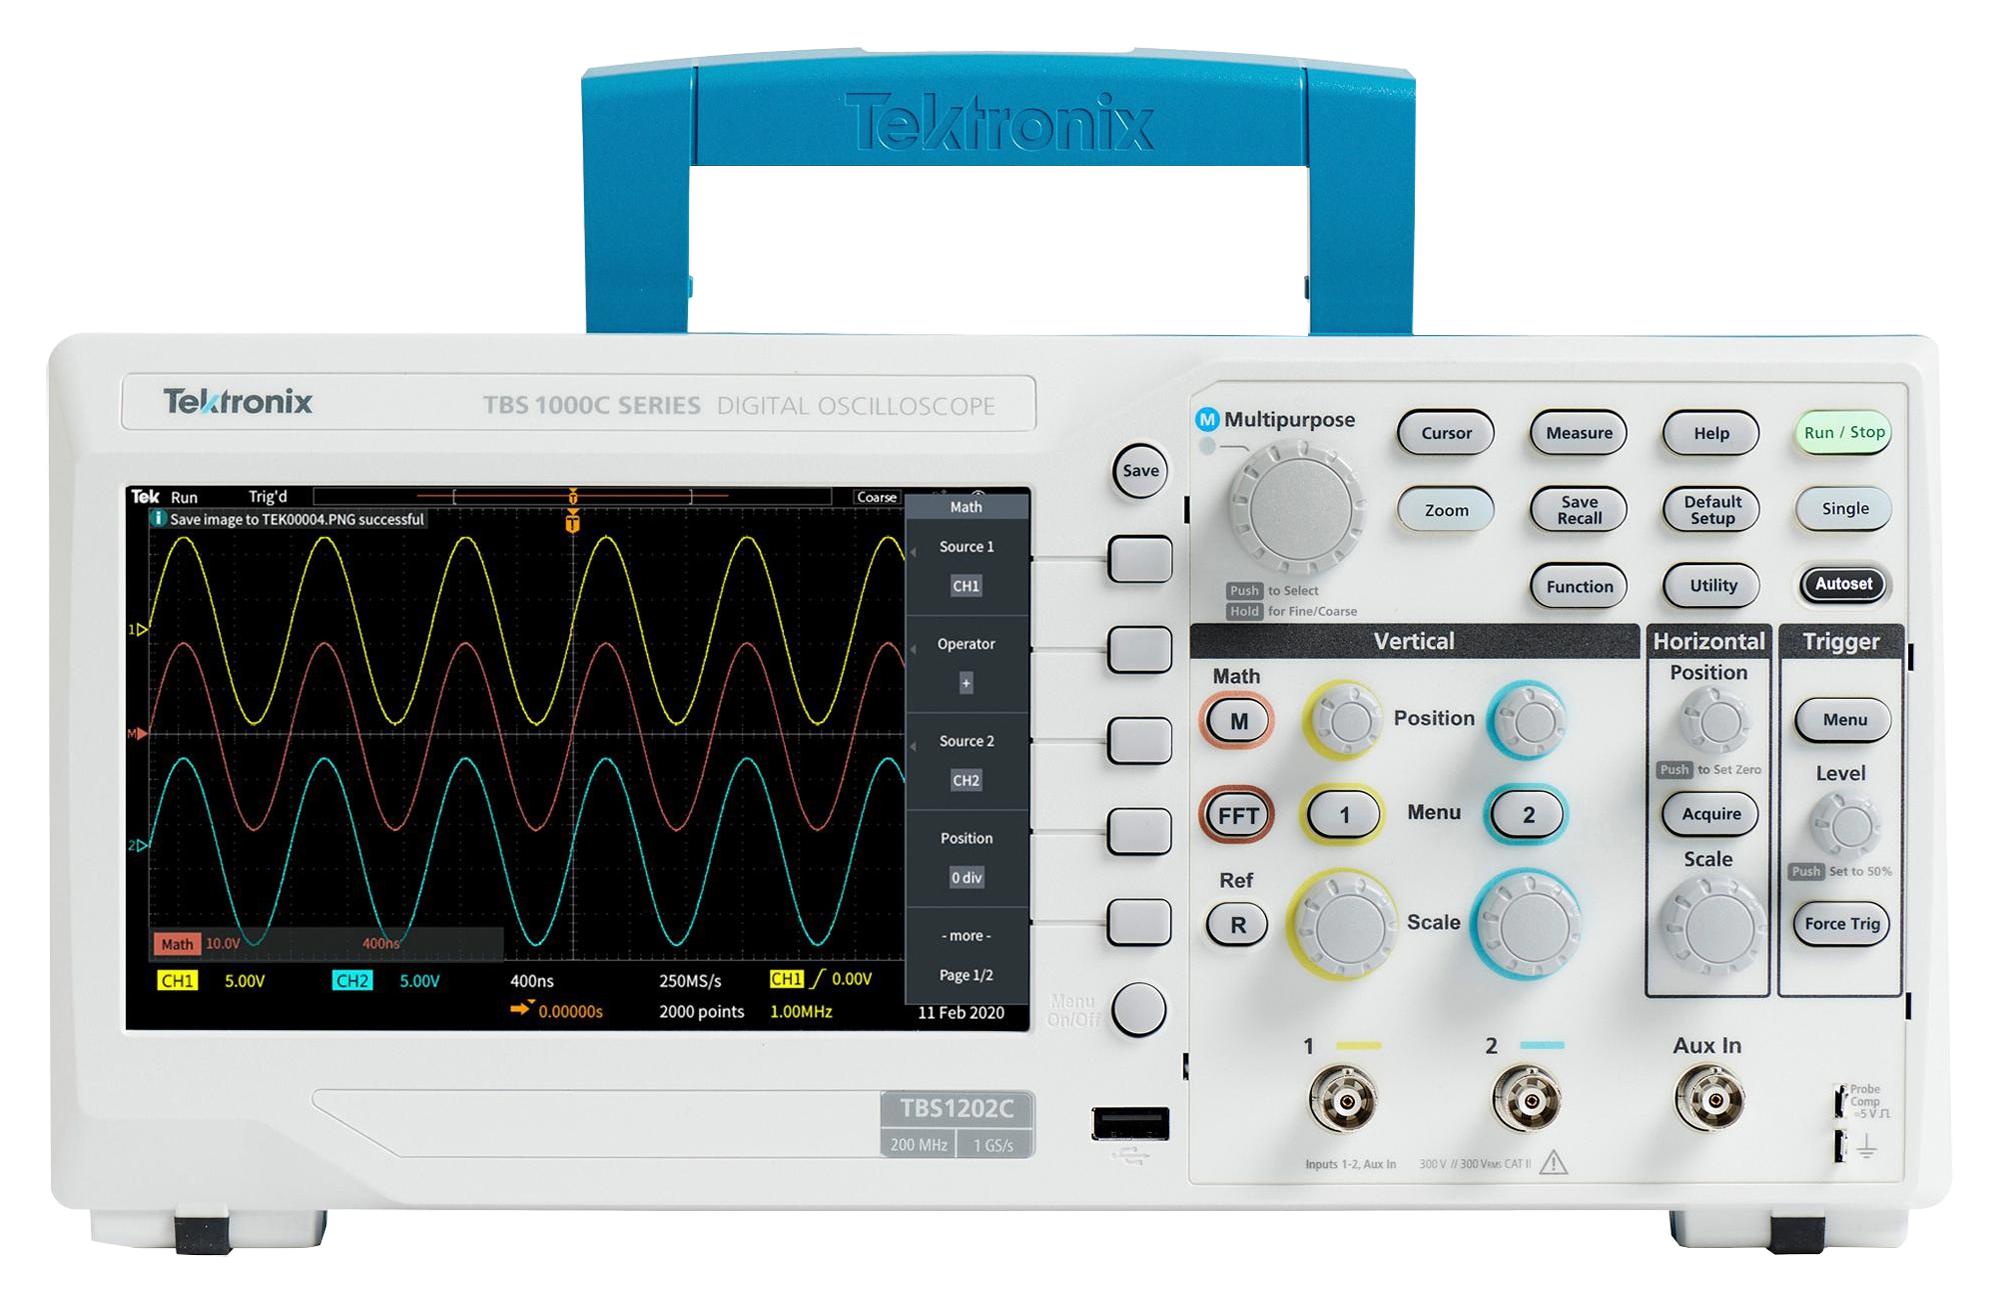 Tektronix
Tektronix
TBS 1000C SERIES DIGITAL OSCILLOSCOPE
Tek Run Trig'd T Coarse
i Save image to TEK00004.PNG successful
T
1
M
2
Math
Source 1
CH1
Operator
+
Source 2
CH2
Position
0 div
- more -
Page 1/2
Math 10.0V 400ns
CH1 5.00V CH2 5.00V 400ns 250MS/s CH1 0.00V
0.00000s 2000 points 1.00MHz 11 Feb 2020
Save
Menu
On/Off
TBS1202C
200 MHz 1 GS/s
M Multipurpose
Push to Select
Hold for Fine/Coarse
Cursor Measure Help Run / Stop
Zoom Save Recall Default Setup Single
Function Utility Autoset
Vertical
Math
M
Position
FFT 1 Menu 2
Ref
R
Scale
Horizontal
Position
Push to Set Zero
Acquire
Scale
Trigger
Menu
Level
Push Set to 50%
Force Trig
1 2 Aux In
Inputs 1-2, Aux In 300 V // 300 VRMS CAT II
Probe
Comp
≈5 V